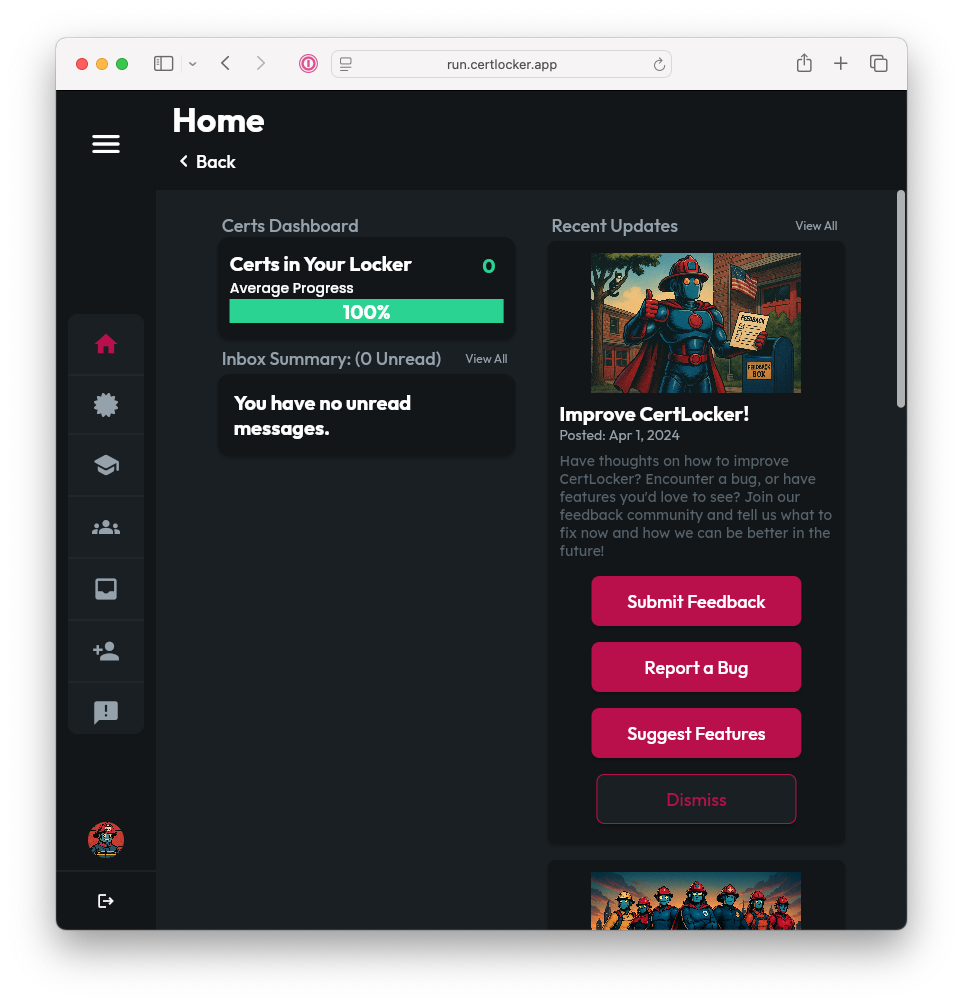 run.certlocker.app
Home
Back
Certs Dashboard
Certs in Your Locker
0
Average Progress
100%
Inbox Summary: (0 Unread)
View All
You have no unread
messages.
Recent Updates
View All
FEEDBACK
FEEDBACK
BOX
Improve CertLocker!
Posted: Apr 1, 2024
Have thoughts on how to improve
CertLocker? Encounter a bug, or have
features you'd love to see? Join our
feedback community and tell us what to
fix now and how we can be better in the
future!
Submit Feedback
Report a Bug
Suggest Features
Dismiss